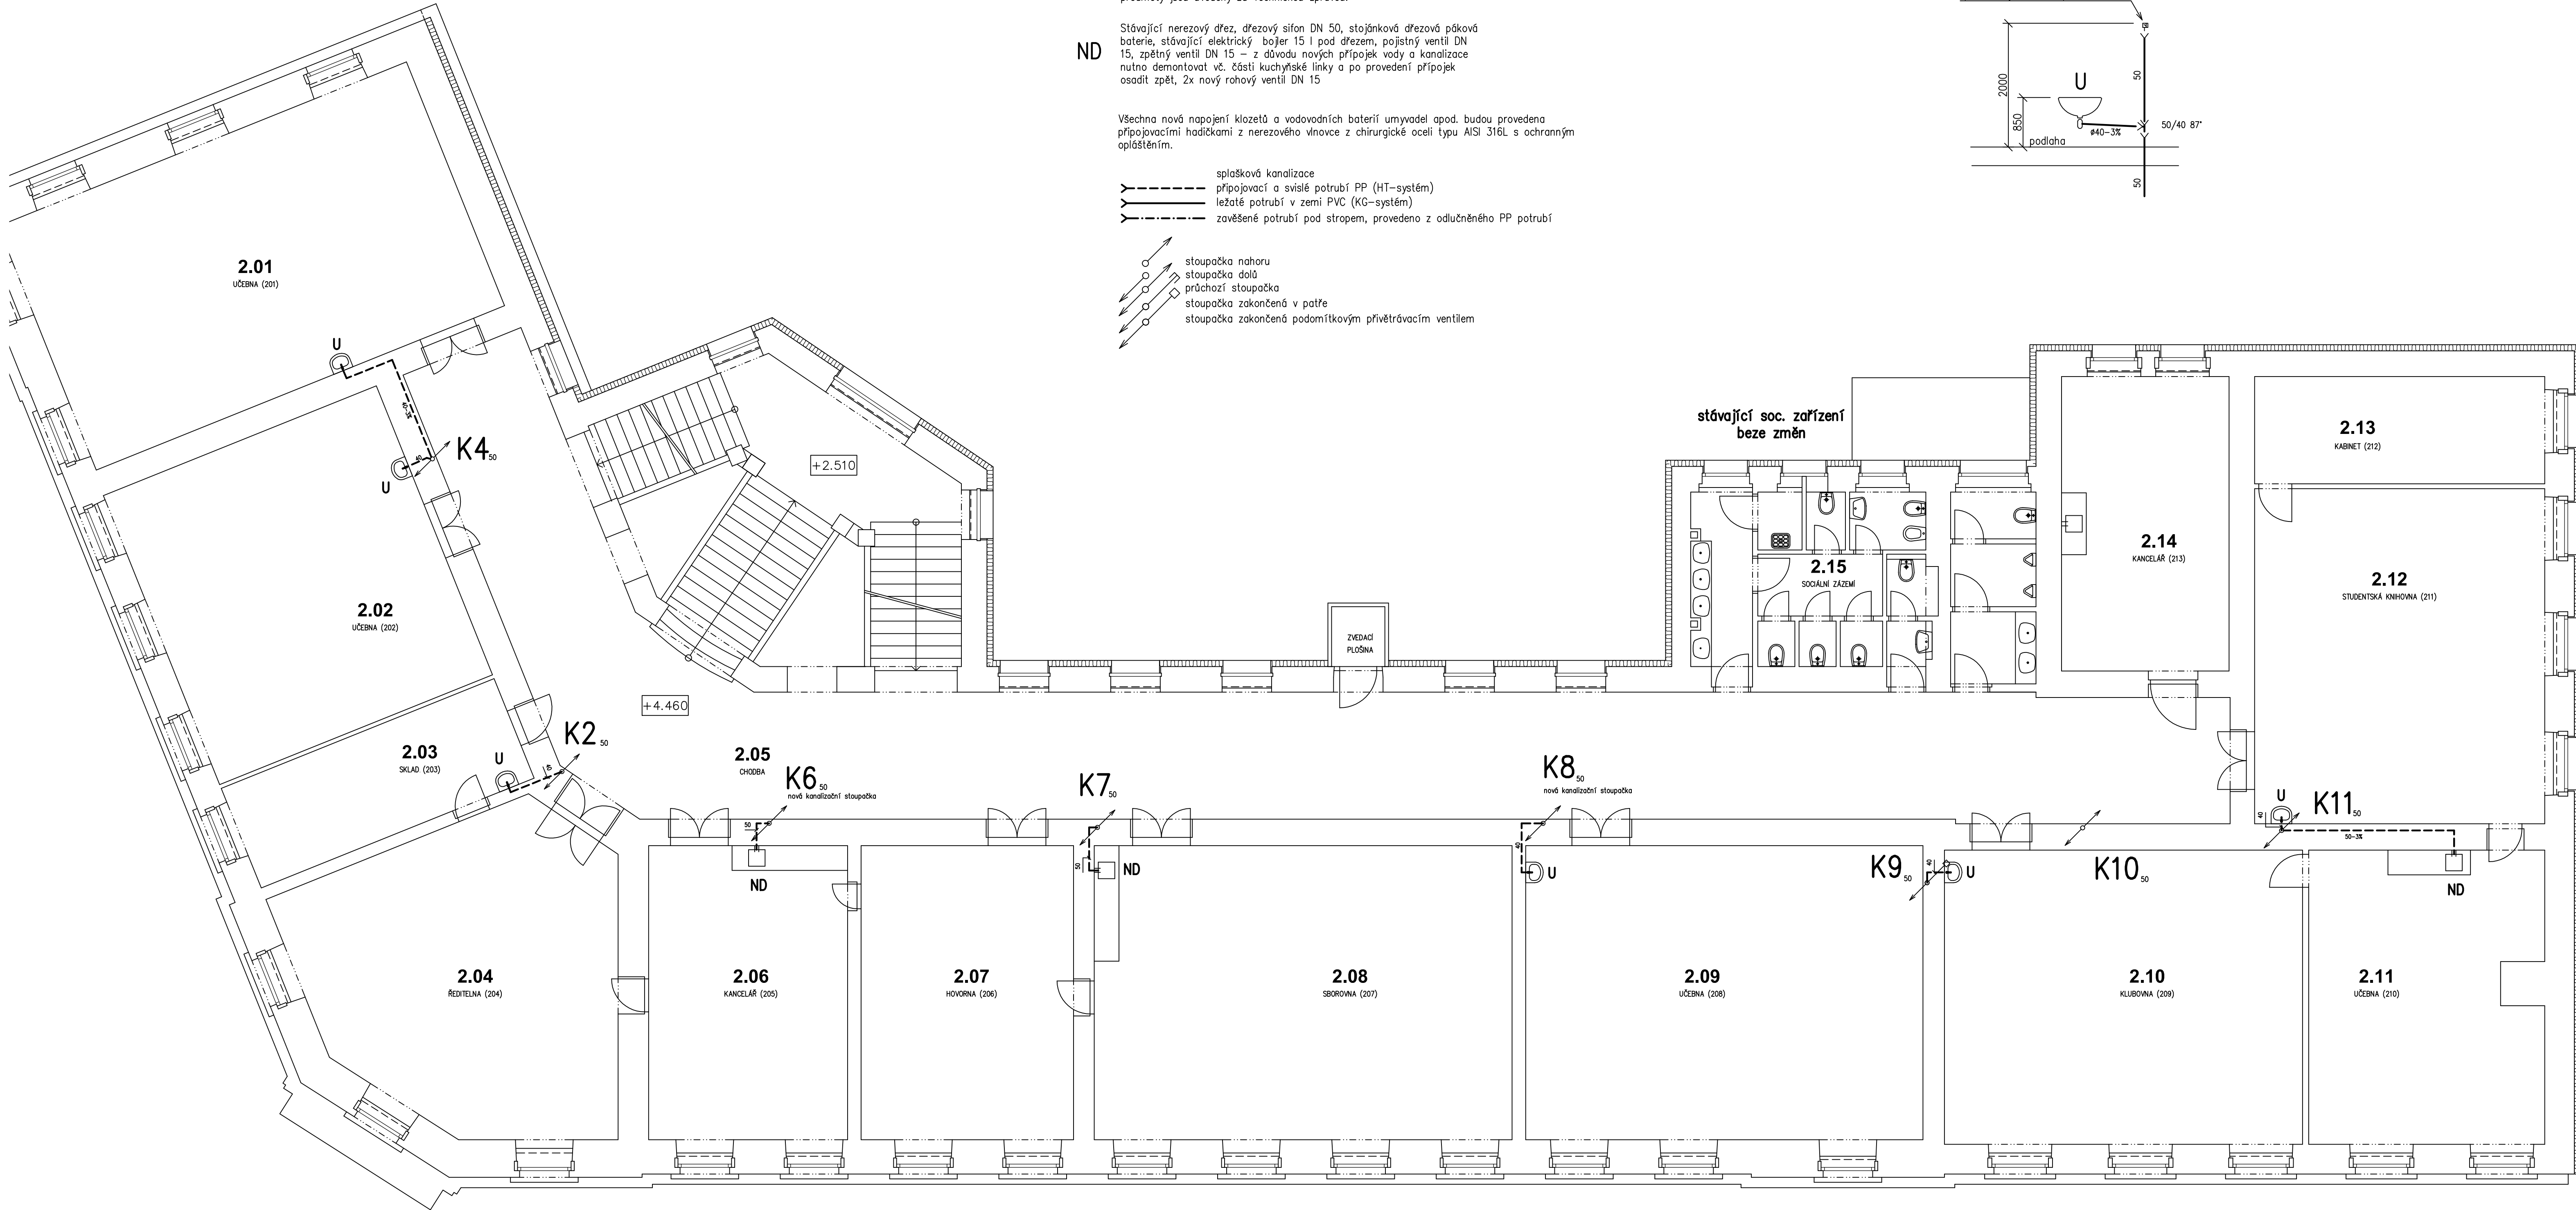 ND
Stávající nerezový dřez, dřezový sifon DN 50, stojánková dřezová páková
baterie, stávající elektrický bojler 15 l pod dřezem, pojistný ventil DN
15, zpětný ventil DN 15 – z důvodu nových přípojek vody a kanalizace
nutno demontovat vč. části kuchyňské linky a po provedení přípojek
osadit zpět, 2x nový rohový ventil DN 15
Všechna nová napojení klozetů a vodovodních baterií umyvadel apod. budou provedena
připojovacími hadičkami z nerezového vlnovce z chirurgické oceli typu AISI 316L s ochranným
opláštěním.
splašková kanalizace
připojovací a svislé potrubí PP (HT–systém)
ležaté potrubí v zemi PVC (KG–systém)
zavěšené potrubí pod stropem, provedeno z odlučněného PP potrubí
stoupačka nahoru
stoupačka dolů
průchozí stoupačka
stoupačka zakončená v patře
stoupačka zakončená podomítkovým přivětrávacím ventilem
2000
850
U
50
ø40–3%
50/40 87°
podlaha
50
2.01
UČEBNA (201)
U
40–3%
K4 50
40
U
+2.510
stávající soc. zařízení
beze změn
2.13
KABINET (212)
2.14
KANCELÁŘ (213)
2.15
SOCIÁLNÍ ZÁZEMÍ
2.12
STUDENTSKÁ KNIHOVNA (211)
2.02
UČEBNA (202)
ZVEDACÍ
PLOŠINA
+4.460
K2 50
40
2.03
SKLAD (203)
U
2.05
CHODBA
K6 50
nová kanalizační stoupačka
50
K7 50
50
K8 50
nová kanalizační stoupačka
40
U
K11 50
40
50–3%
ND
ND
U
K9 50
40
U
K10 50
ND
2.04
ŘEDITELNA (204)
2.06
KANCELÁŘ (205)
2.07
HOVORNA (206)
2.08
SBOROVNA (207)
2.09
UČEBNA (208)
2.10
KLUBOVNA (209)
2.11
UČEBNA (210)